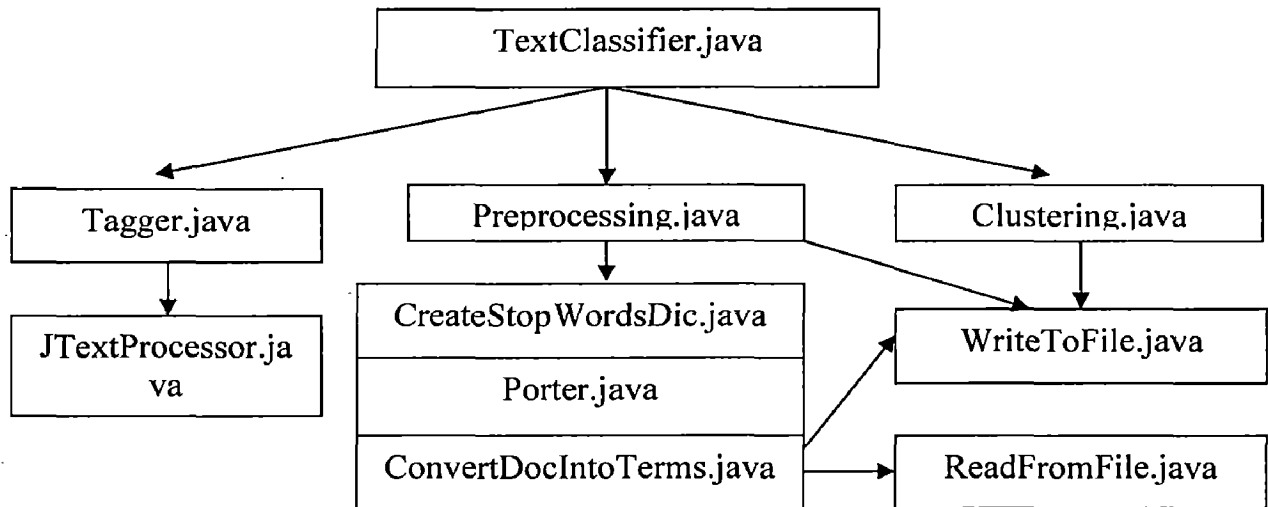 TextClassifier.java
Tagger.java
Preprocessing.java
Clustering.java
JTextProcessor.ja
va
CreateStopWordsDic.java
Porter.java
ConvertDocIntoTerms.java
WriteToFile.java
ReadFromFile.java